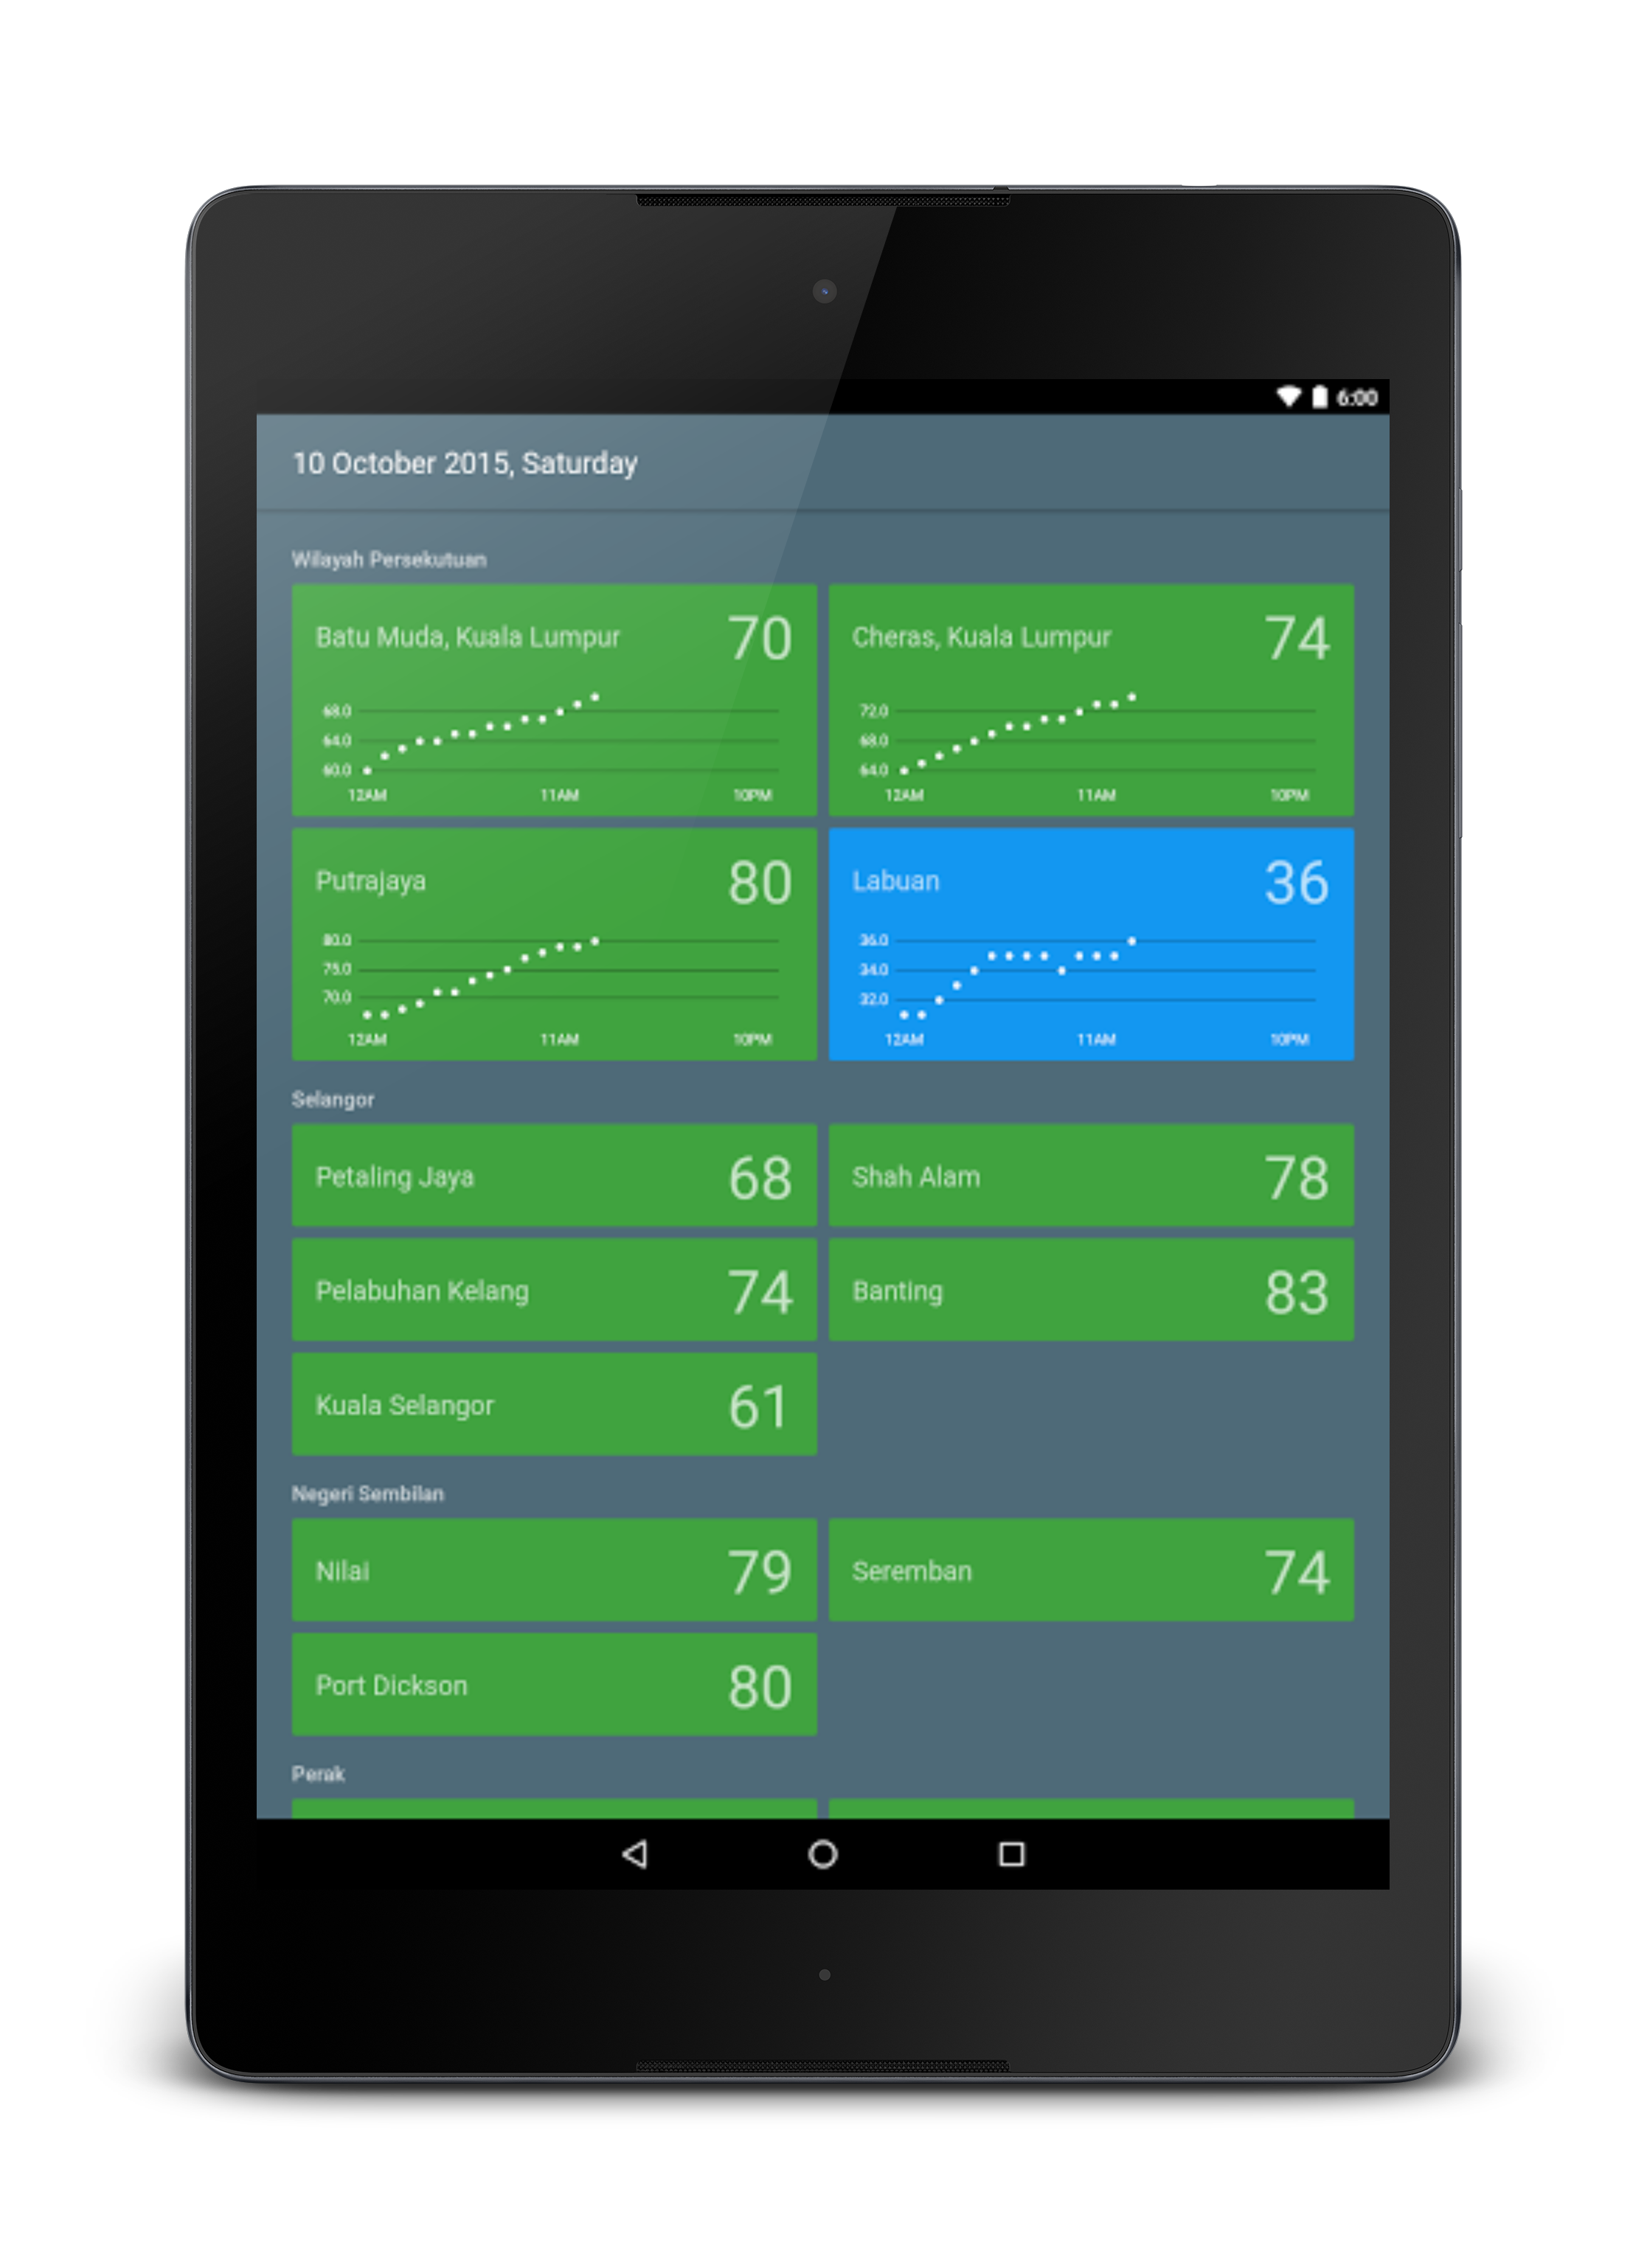 6:00
10 October 2015, Saturday
Wilayah Persekutuan
Batu Muda, Kuala Lumpur 70
68.0
64.0
60.0
12AM 11AM 10PM
Cheras, Kuala Lumpur 74
72.0
68.0
64.0
12AM 11AM 10PM
Putrajaya 80
80.0
75.0
70.0
12AM 11AM 10PM
Labuan 36
36.0
34.0
32.0
12AM 11AM 10PM
Selangor
Petaling Jaya 68
Shah Alam 78
Pelabuhan Kelang 74
Banting 83
Kuala Selangor 61
Negeri Sembilan
Nilai 79
Seremban 74
Port Dickson 80
Perak